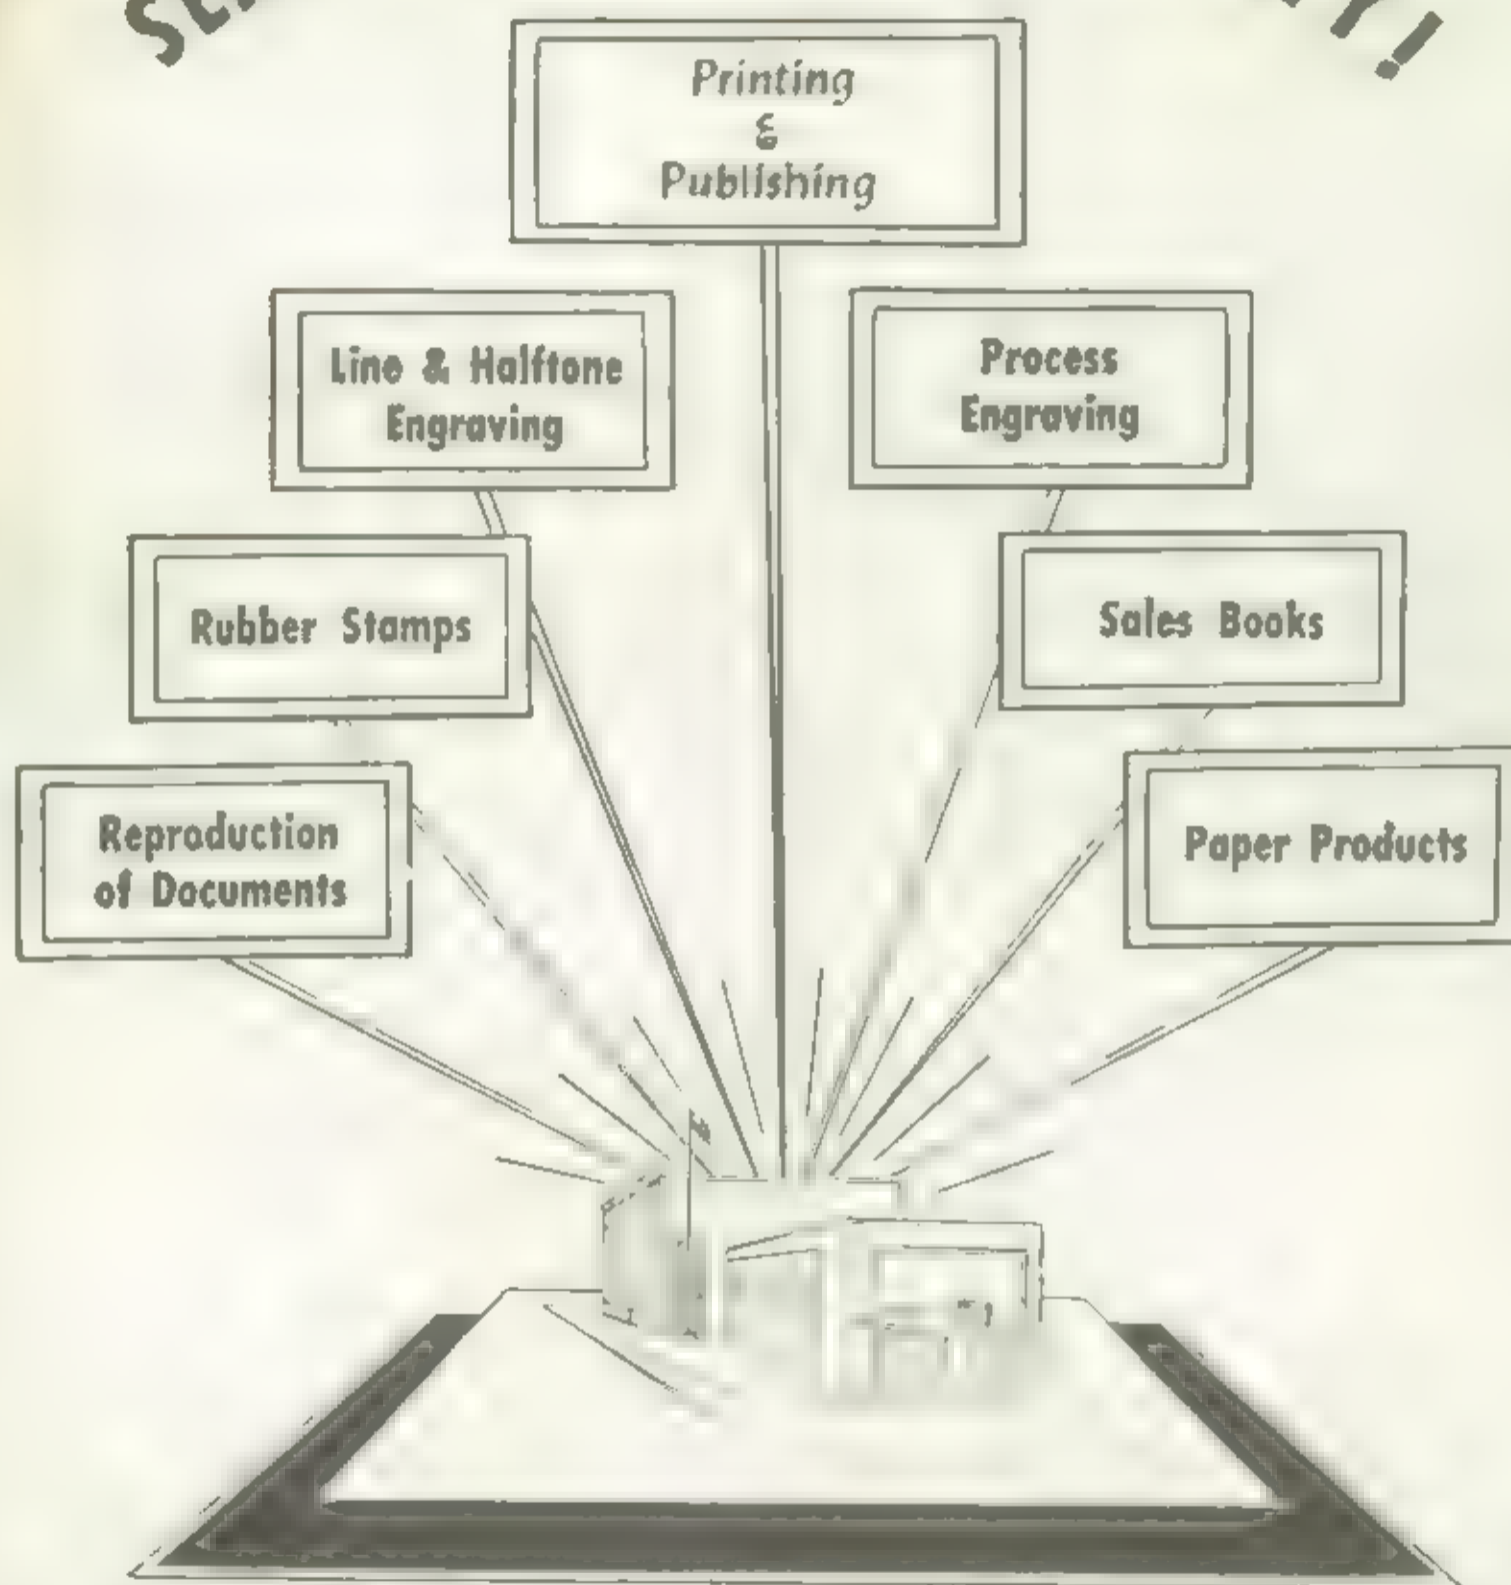 Printing
&
Publishing
Line & Halftone
Engraving
Process
Engraving
Rubber Stamps
Sales Books
Reproduction
of Documents
Paper Products